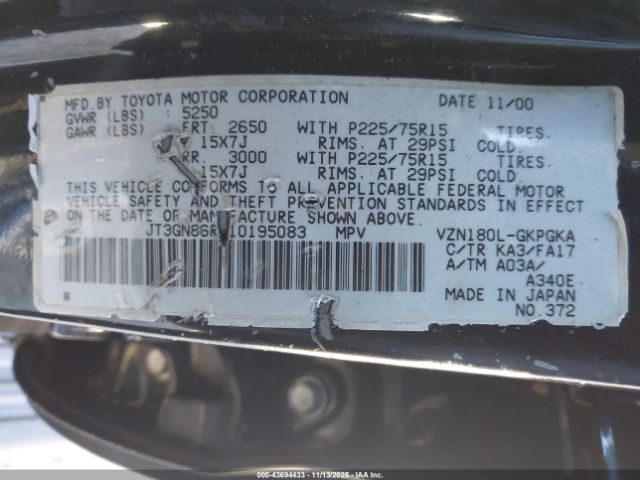 MFD. BY TOYOTA MOTOR CORPORATION DATE 11/00
GVWR (LBS) : 5250
GAWR (LBS) FRT. 2650 WITH P225/75R15 TIRES.
15X7J RIMS. AT 29PSI COLD.
RR. 3000 WITH P225/75R15 TIRES.
15X7J RIMS. AT 29PSI COLD.
THIS VEHICLE CONFORMS TO ALL APPLICABLE FEDERAL MOTOR
VEHICLE SAFETY AND THEFT PREVENTION STANDARDS IN EFFECT
ON THE DATE OF MANUFACTURE SHOWN ABOVE.
MPV VZN180L-GKPGKA
C/TR KA3/FA17
A/TM A03A/
A340E
MADE IN JAPAN
NO.372
000-43694433 - 11/13/2025 - IAAI.COM